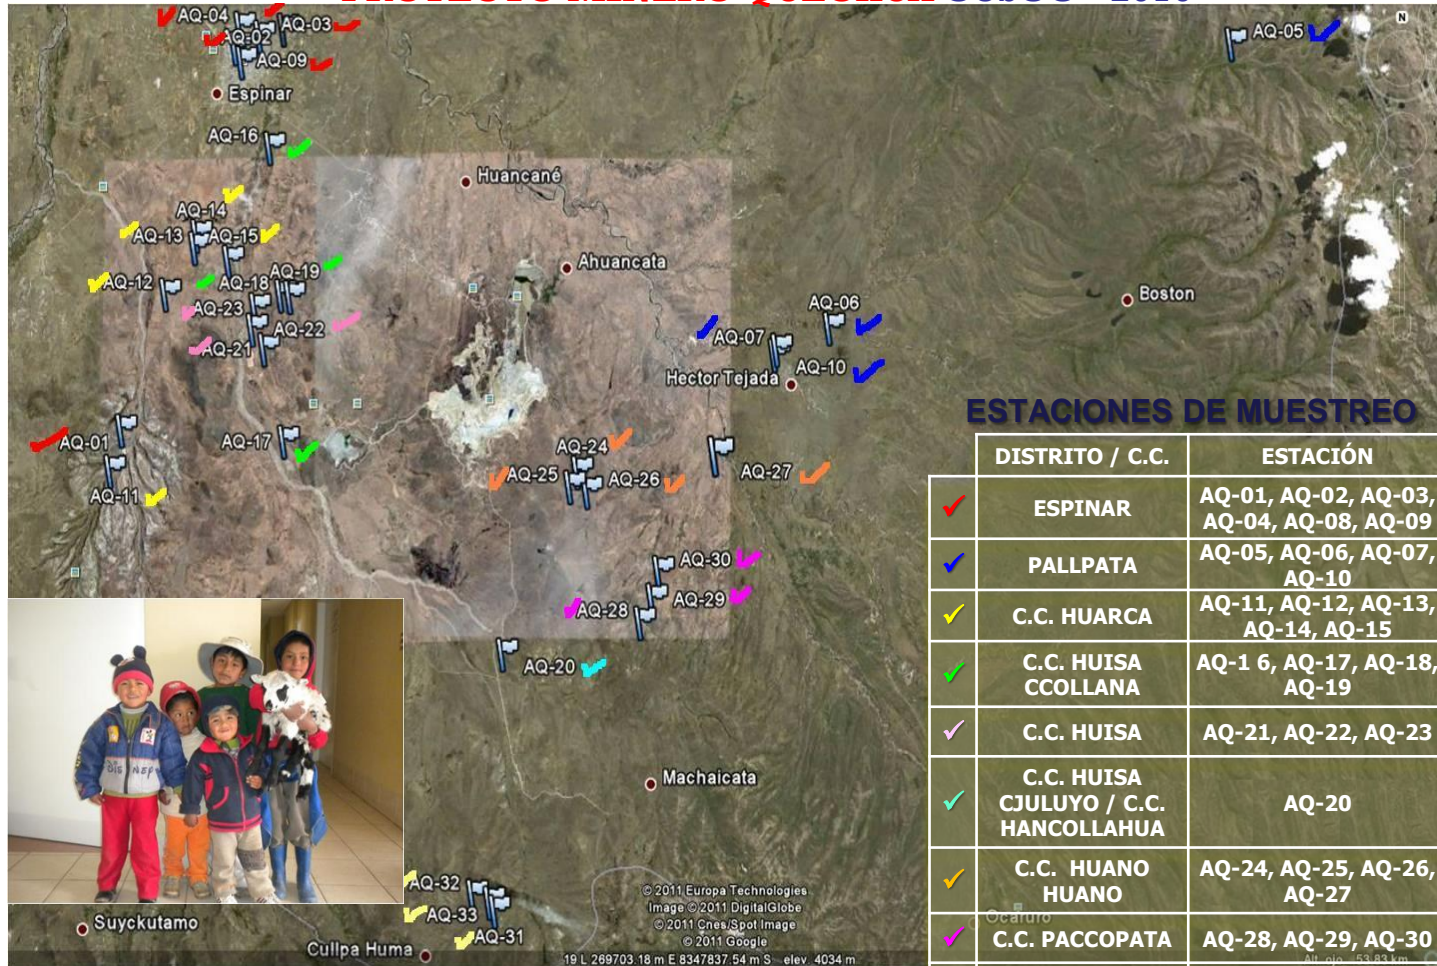 AQ-04
AQ-03
AQ-02
AQ-09
Espinar
AQ-05
N
AQ-16
Huancané
AQ-14
AQ-13
AQ-15
AQ-12
AQ-18
AQ-19
AQ-23
AQ-22
AQ-21
Ahuancata
Boston
AQ-06
AQ-07
AQ-10
Hector Tejada
AQ-01
AQ-17
AQ-11
AQ-24
AQ-25
AQ-26
AQ-27
AQ-30
AQ-29
AQ-28
AQ-20
Machaicata
AQ-32
AQ-33
AQ-31
Suyckutamo
Cullpa Huma
Ocaruro
ESTACIONES DE MUESTREO
DISTRITO / C.C. ESTACIÓN
ESPINAR AQ-01, AQ-02, AQ-03,
AQ-04, AQ-08, AQ-09
PALLPATA AQ-05, AQ-06, AQ-07,
AQ-10
C.C. HUARCA AQ-11, AQ-12, AQ-13,
AQ-14, AQ-15
C.C. HUISA
CCOLLANA
AQ-1 6, AQ-17, AQ-18,
AQ-19
C.C. HUISA AQ-21, AQ-22, AQ-23
C.C. HUISA
CJULUYO / C.C.
HANCOLLAHUA
AQ-20
C.C. HUANO
HUANO
AQ-24, AQ-25, AQ-26,
AQ-27
C.C. PACCOPATA AQ-28, AQ-29, AQ-30
© 2011 Europa Technologies
Image © 2011 DigitalGlobe
© 2011 Cnes/Spot Image
© 2011 Google
19 L 269703.18 m E 8347837.54 m S elev. 4034 m
Alt. ojo 53.83 km